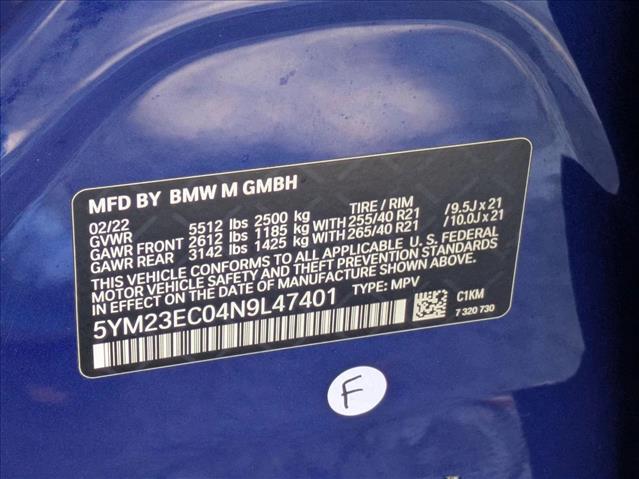 MFD BY BMW M GMBH
02/22 TIRE / RIM
GVWR 5512 lbs 2500 kg
GAWR FRONT 2612 lbs 1185 kg WITH 255/40 R21 /9.5J x 21
GAWR REAR 3142 lbs 1425 kg WITH 265/40 R21 /10.0J x 21
THIS VEHICLE CONFORMS TO ALL APPLICABLE U. S. FEDERAL
MOTOR VEHICLE SAFETY AND THEFT PREVENTION STANDARDS
IN EFFECT ON THE DATE OF MANUFACTURE SHOWN ABOVE.
5YM23EC04N9L47401 TYPE: MPV
C1KM
7 320 730
F